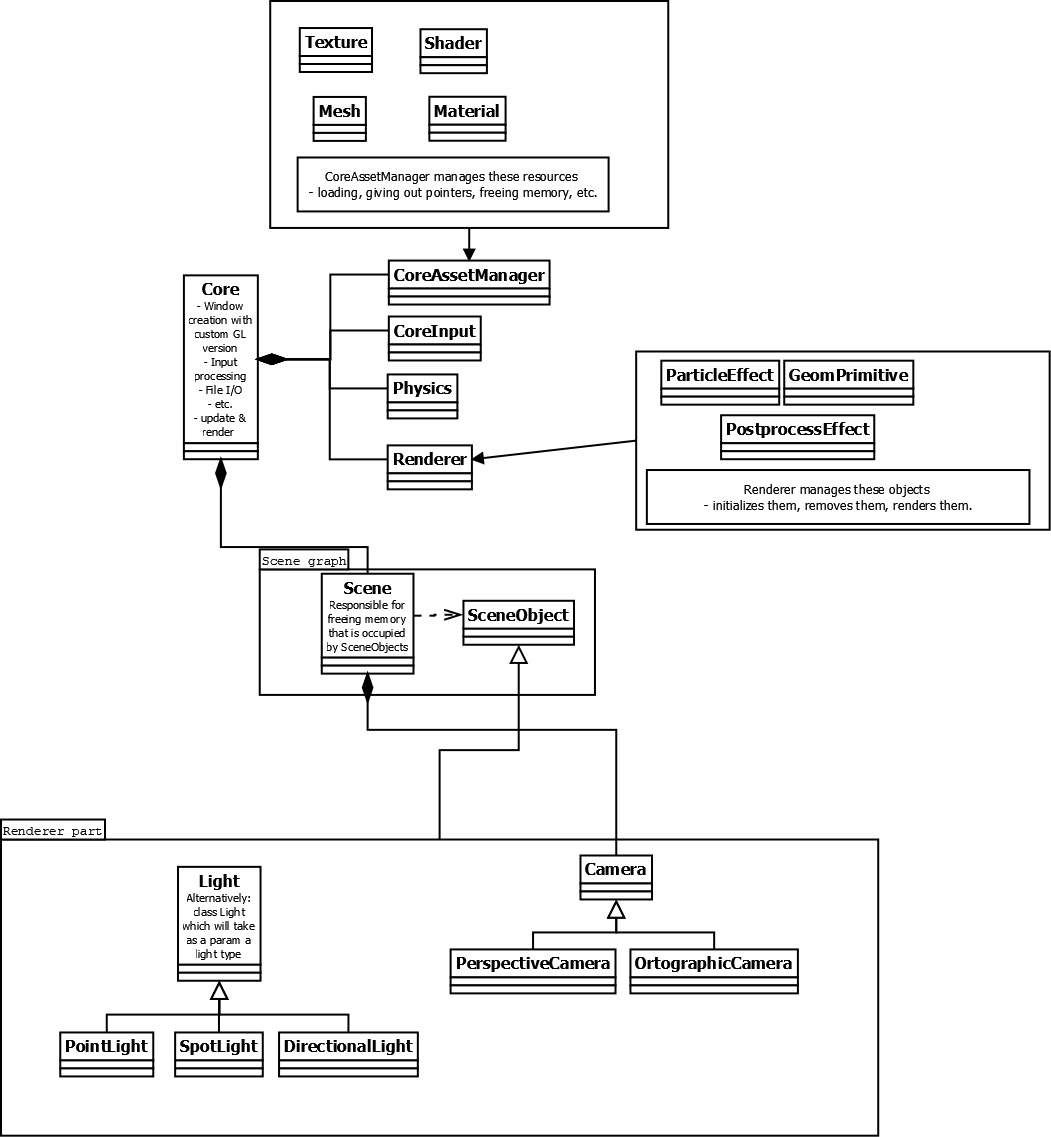 Texture
Shader
Mesh
Material
CoreAssetManager manages these resources
- loading, giving out pointers, freeing memory, etc.
CoreAssetManager
Core
- Window
creation with
custom GL
version
- Input
processing
- File I/O
- etc.
- update &
render
CoreInput
Physics
Renderer
ParticleEffect
GeomPrimitive
PostprocessEffect
Renderer manages these objects
- initializes them, removes them, renders them.
Scene graph
Scene
Responsible for
freeing memory
that is occupied
by SceneObjects
SceneObject
Renderer part
Light
Alternatively:
class Light
which will take
as a param a
light type
Camera
PerspectiveCamera
OrtographicCamera
PointLight
SpotLight
DirectionalLight